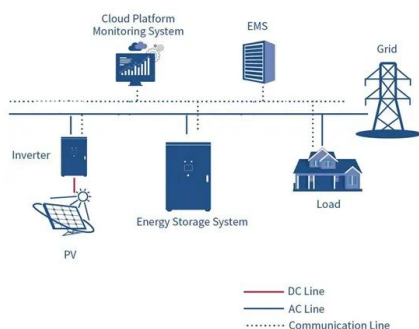 Cloud Platform
Monitoring System
EMS
Grid
Inverter
Energy Storage System
Load
PV
DC Line
AC Line
Communication Line